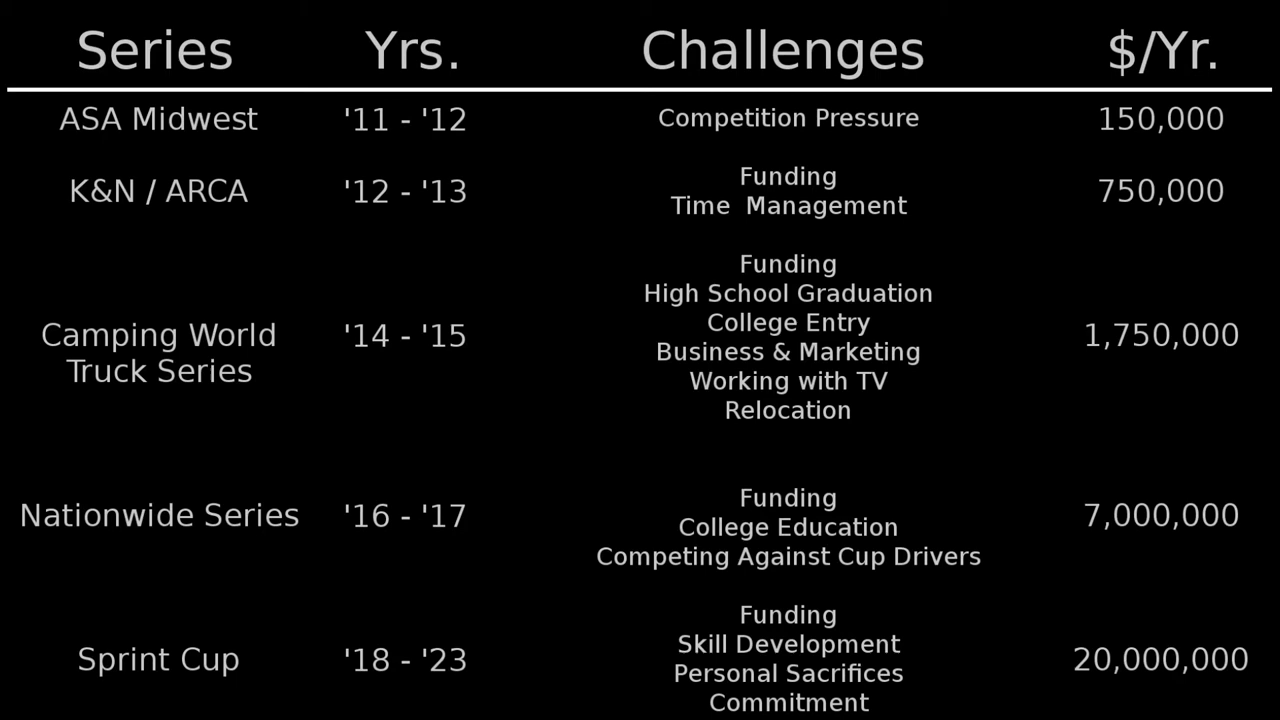 Series Yrs. Challenges $/Yr.
ASA Midwest '11 - '12 Competition Pressure 150,000
K&N / ARCA '12 - '13 Funding 750,000
Time  Management
Funding
High School Graduation
College Entry
Camping World '14 - '15 1,750,000
Truck Series
Business & Marketing
Working with TV
Relocation
Funding
Nationwide Series '16 - '17 College Education 7,000,000
Competing Against Cup Drivers
Funding
Skill Development
Sprint Cup '18 - '23 20,000,000
Personal Sacrifices
Commitment